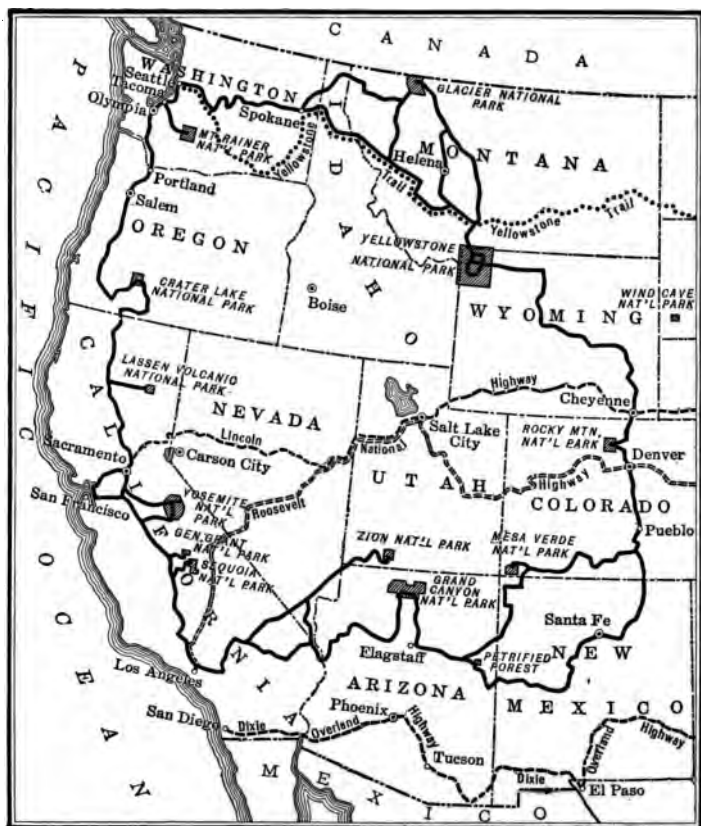 CANADA
PACIFIC OCEAN
WASHINGTON
Seattle
Tacoma
Olympia
MT. RAINER
NAT'L PARK
Spokane
Yellowstone
Trail
GLACIER NATIONAL
PARK
MONTANA
Helena
Yellowstone
Trail
IDAHO
Portland
Salem
OREGON
CRATER LAKE
NATIONAL PARK
Boise
YELLOWSTONE
NATIONAL PARK
WYOMING
WIND CAVE
NAT'L PARK
CALIFORNIA
LASSEN VOLCANIC
NATIONAL PARK
NEVADA
Lincoln
Highway
Cheyenne
Salt Lake
City
ROCKY MTN.
NAT'L PARK
Sacramento
Carson City
National
Denver
UTAH
Highway
COLORADO
San Francisco
YOSEMITE
NAT'L
PARK
Roosevelt
Pueblo
GEN. GRANT
NAT'L PARK
SEQUOIA
NAT'L PARK
ZION NAT'L PARK
MESA VERDE
NAT'L PARK
GRAND
CANYON
NAT'L PARK
Santa Fe
NEW
MEXICO
Flagstaff
PETRIFIED
FOREST
Los Angeles
ARIZONA
San Diego
Dixie
Overland
Phoenix
Highway
Tucson
Dixie
Overland
Highway
El Paso
MEXICO